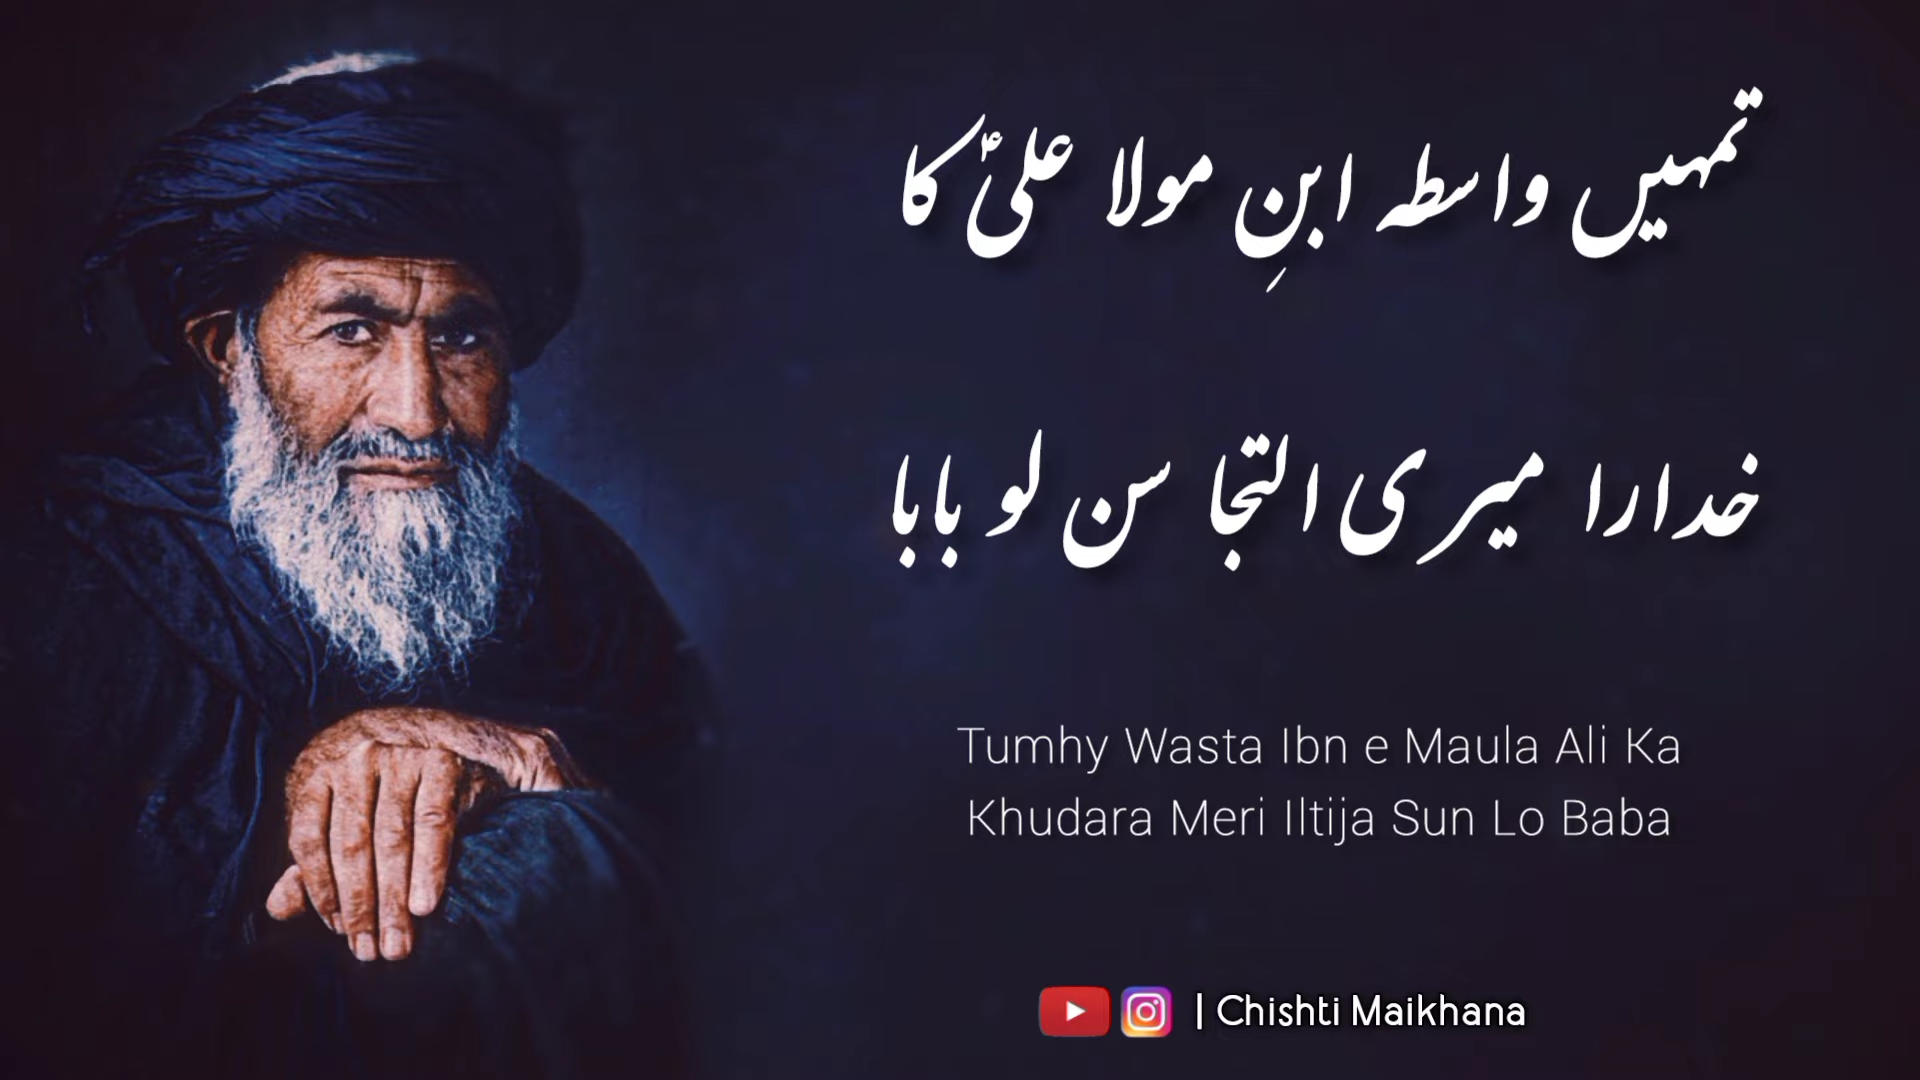 تمہیں واسطہ ابنِ مولا علیؑ کا
خدارا میری التجا سن لو بابا
Tumhy Wasta Ibn e Maula Ali Ka
Khudara Meri Iltija Sun Lo Baba
| Chishti Maikhana